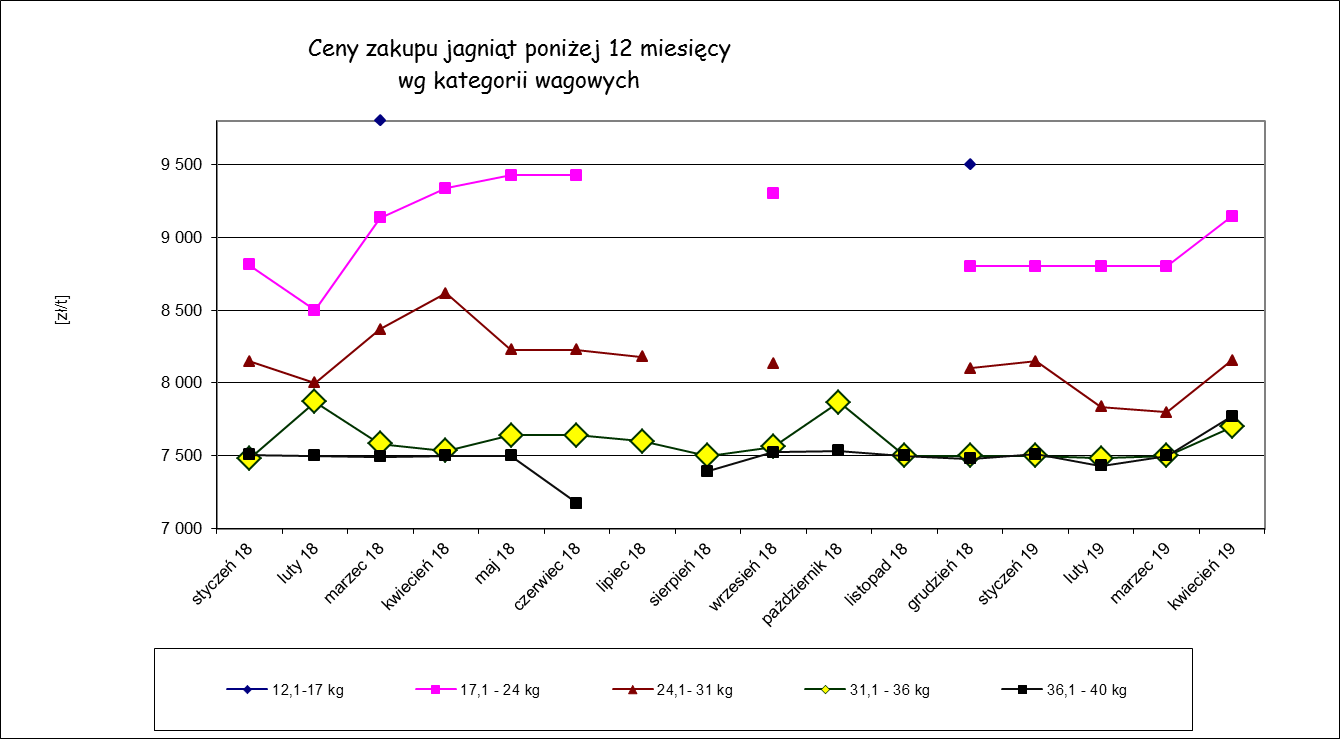 Ceny zakupu jagniąt poniżej 12 miesięcy
wg kategorii wagowych
[zł/t]
9 500
9 000
8 500
8 000
7 500
7 000
styczeń 18
luty 18
marzec 18
kwiecień 18
maj 18
czerwiec 18
lipiec 18
sierpień 18
wrzesień 18
październik 18
listopad 18
grudzień 18
styczeń 19
luty 19
marzec 19
kwiecień 19
12,1-17 kg
17,1 - 24 kg
24,1- 31 kg
31,1 - 36 kg
36,1 - 40 kg